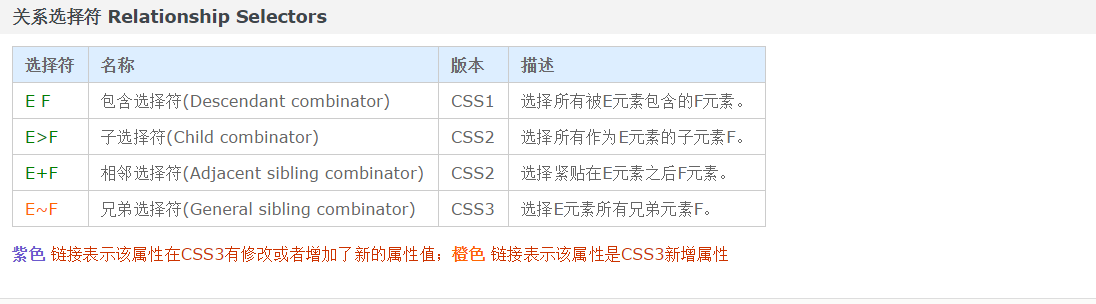 关系选择符 Relationship Selectors
选择符 名称 版本 描述
E F 包含选择符(Descendant combinator) CSS1 选择所有被E元素包含的F元素。
E>F 子选择符(Child combinator) CSS2 选择所有作为E元素的子元素F。
E+F 相邻选择符(Adjacent sibling combinator) CSS2 选择紧贴在E元素之后F元素。
E~F 兄弟选择符(General sibling combinator) CSS3 选择E元素所有兄弟元素F。
紫色 链接表示该属性在CSS3有修改或者增加了新的属性值；橙色 链接表示该属性是CSS3新增属性